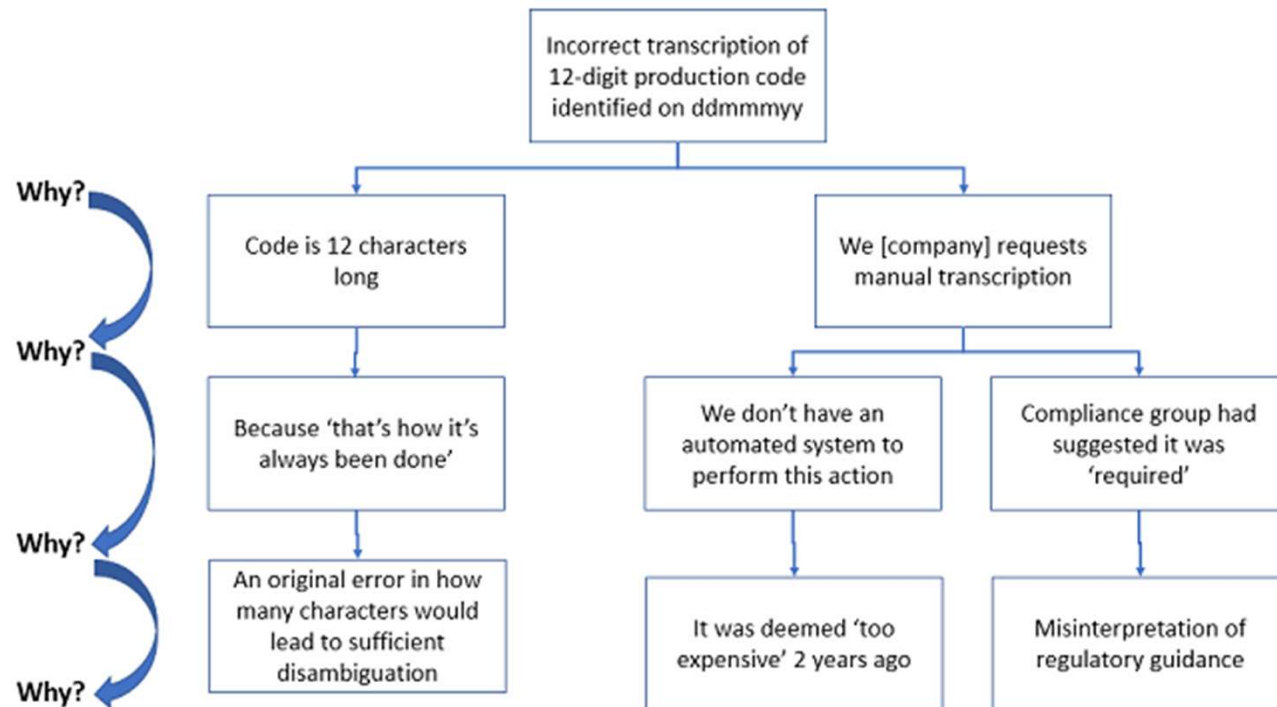 Incorrect transcription of
12-digit production code
identified on ddmmmyy
Why?
Code is 12 characters
long
We [company] requests
manual transcription
Why?
Because ‘that’s how it’s
always been done’
We don’t have an
automated system to
perform this action
Compliance group had
suggested it was
‘required’
Why?
An original error in how
many characters would
lead to sufficient
disambiguation
It was deemed ‘too
expensive’ 2 years ago
Misinterpretation of
regulatory guidance
Why?